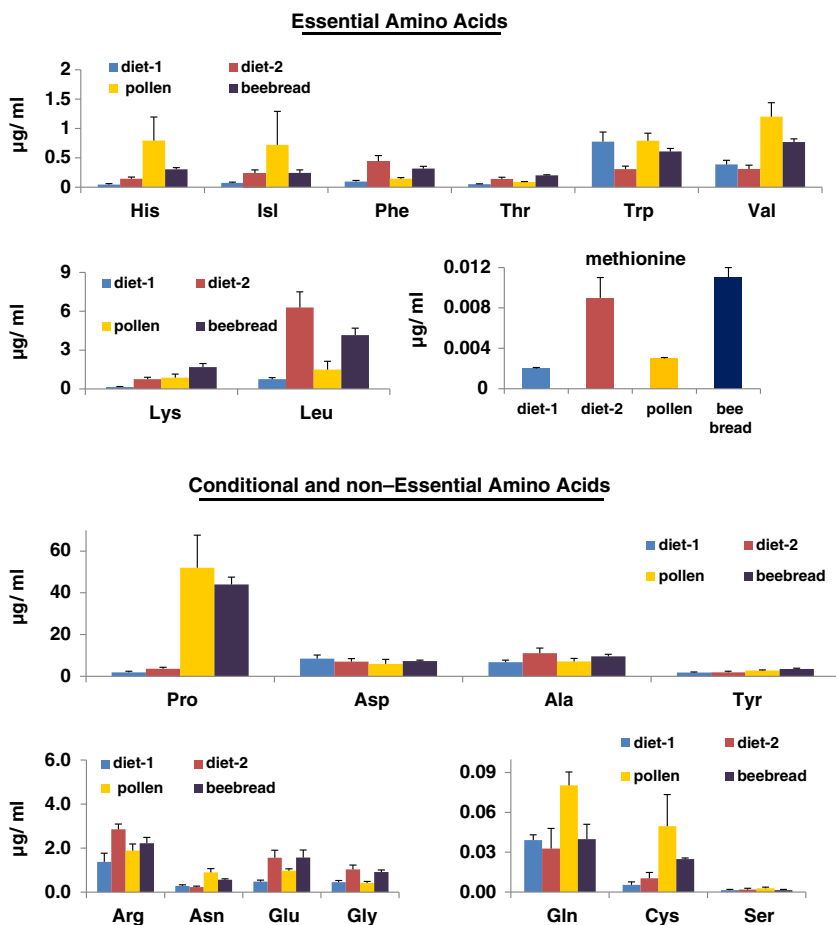 Essential Amino Acids
diet-1 diet-2
pollen beebread
µg/ ml
2
1.5
1
0.5
0
His Isl Phe Thr Trp Val
diet-1 diet-2
pollen beebread
µg/ ml
9
6
3
0
Lys Leu
methionine
µg/ ml
0.012
0.008
0.004
0
diet-1 diet-2 pollen bee
bread
Conditional and non–Essential Amino Acids
diet-1 diet-2
pollen beebread
µg/ ml
60
40
20
0
Pro Asp Ala Tyr
diet-1 diet-2
pollen beebread
µg/ ml
6.0
4.0
2.0
0.0
Arg Asn Glu Gly
diet-1 diet-2
pollen beebread
µg/ ml
0.09
0.06
0.03
0.00
Gln Cys Ser